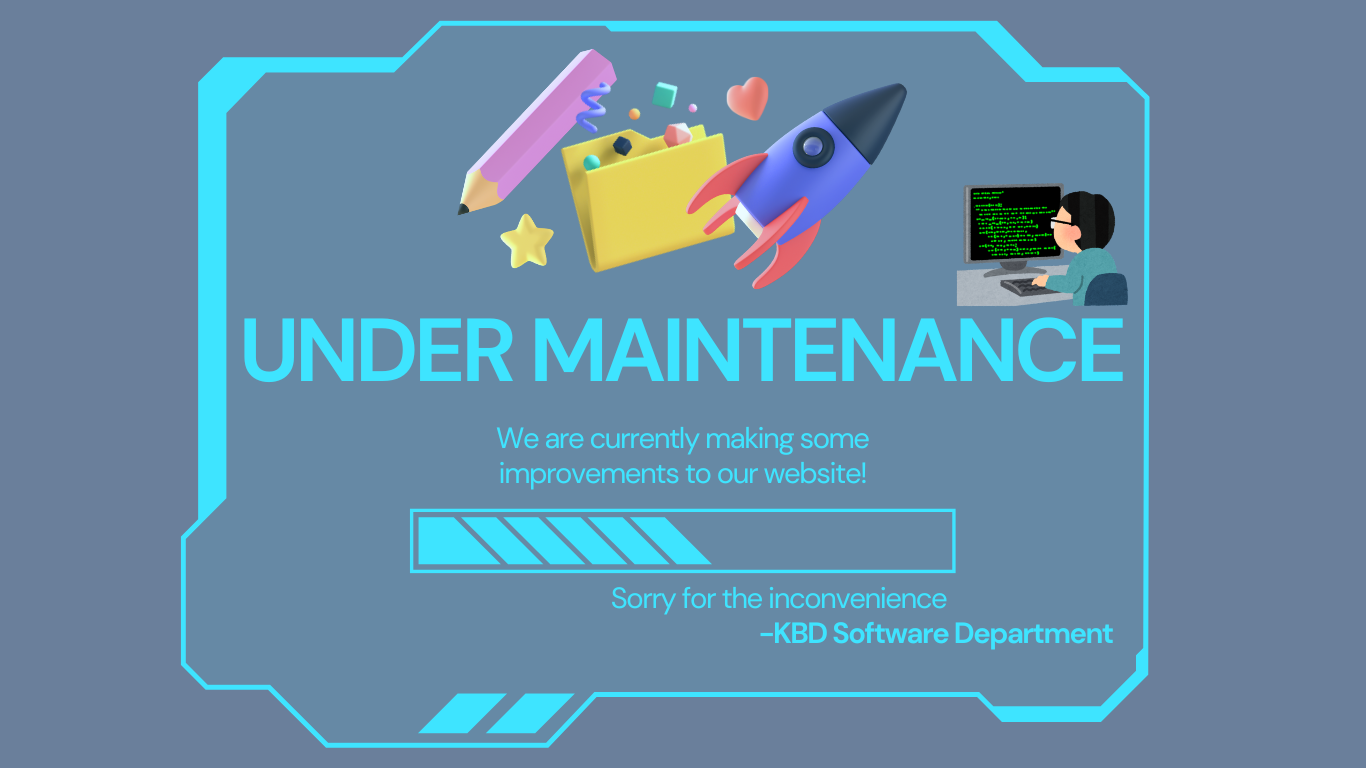 UNDER MAINTENANCE
We are currently making some
improvements to our website!
Sorry for the inconvenience
-KBD Software Department